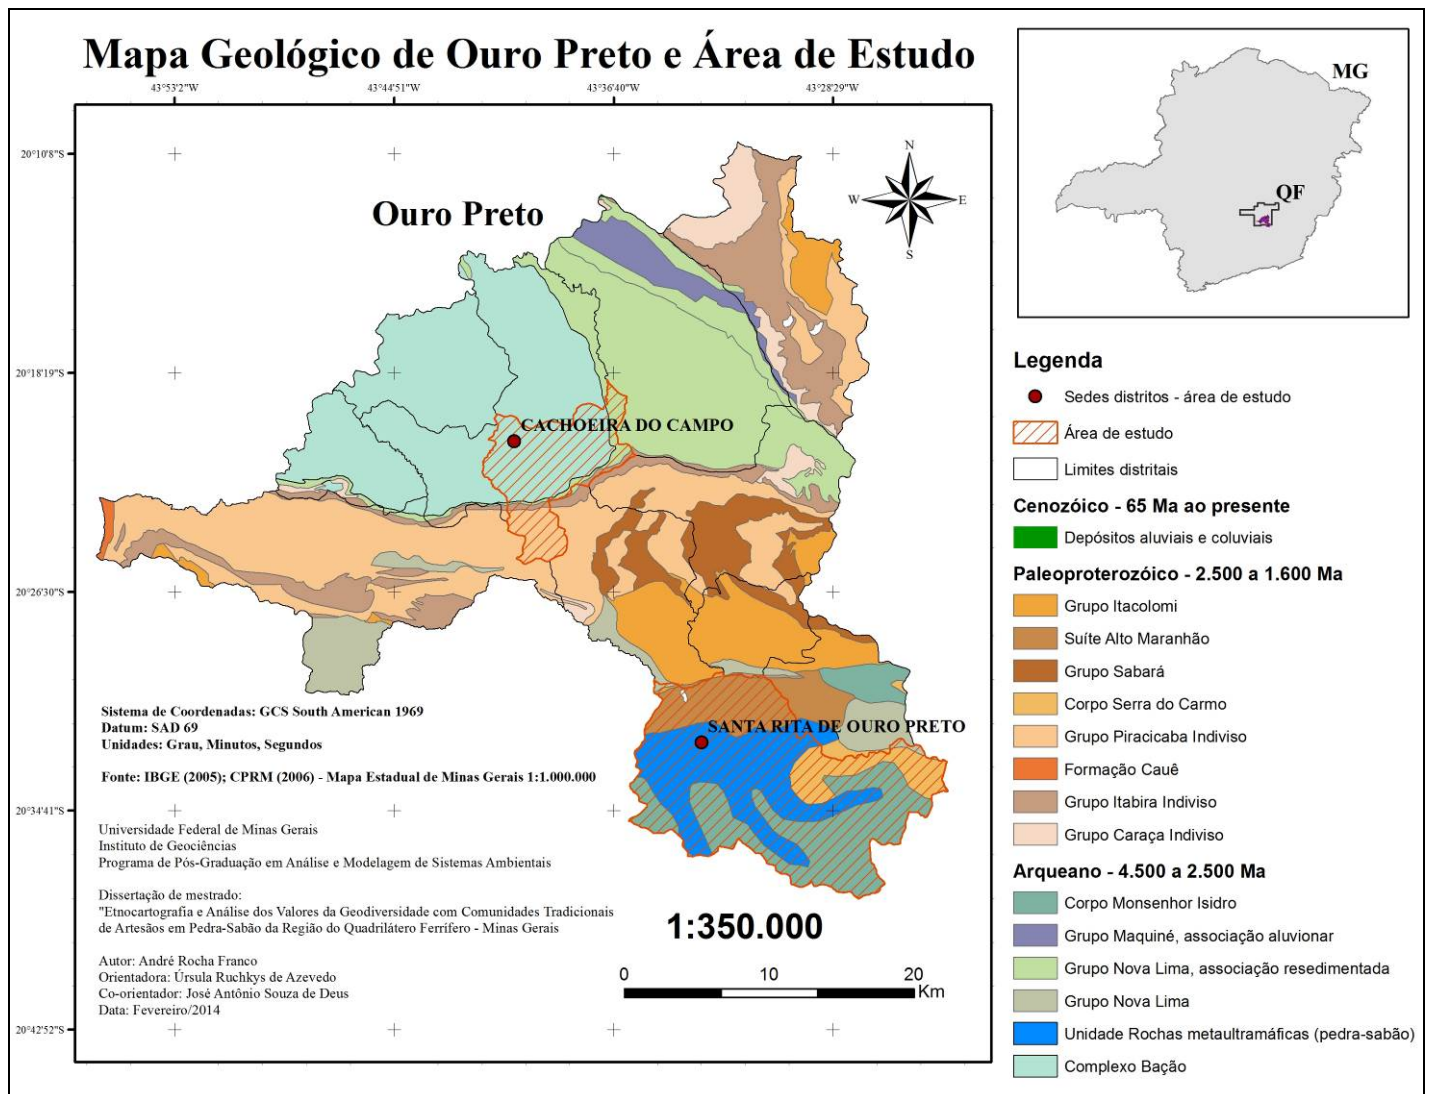 Mapa Geológico de Ouro Preto e Área de Estudo
43°53'2"W
43°44'51"W
43°36'40"W
43°28'29"W
20°10'8"S
20°18'19"S
20°26'30"S
20°34'41"S
20°42'52"S
N
W
E
S
Ouro Preto
CACHOEIRA DO CAMPO
SANTA RITA DE OURO PRETO
Sistema de Coordenadas: GCS South American 1969
Datum: SAD 69
Unidades: Grau, Minutos, Segundos
Fonte: IBGE (2005); CPRM (2006) - Mapa Estadual de Minas Gerais 1:1.000.000
Universidade Federal de Minas Gerais
Instituto de Geociências
Programa de Pós-Graduação em Análise e Modelagem de Sistemas Ambientais
Dissertação de mestrado:
"Etnocartografia e Análise dos Valores da Geodiversidade com Comunidades Tradicionais
de Artesãos em Pedra-Sabão da Região do Quadrilátero Ferrífero - Minas Gerais
Autor: André Rocha Franco
Orientadora: Úrsula Ruchkys de Azevedo
Co-orientador: José Antônio Souza de Deus
Data: Fevereiro/2014
1:350.000
0 10 20
Km
MG
QF
Legenda
Sedes distritos - área de estudo
Área de estudo
Limites distritais
Cenozóico - 65 Ma ao presente
Depósitos aluviais e coluviais
Paleoproterozóico - 2.500 a 1.600 Ma
Grupo Itacolomi
Suíte Alto Maranhão
Grupo Sabará
Corpo Serra do Carmo
Grupo Piracicaba Indiviso
Formação Cauê
Grupo Itabira Indiviso
Grupo Caraça Indiviso
Arqueano - 4.500 a 2.500 Ma
Corpo Monsenhor Isidro
Grupo Maquiné, associação aluvionar
Grupo Nova Lima, associação resedimentada
Grupo Nova Lima
Unidade Rochas metaultramáficas (pedra-sabão)
Complexo Bação